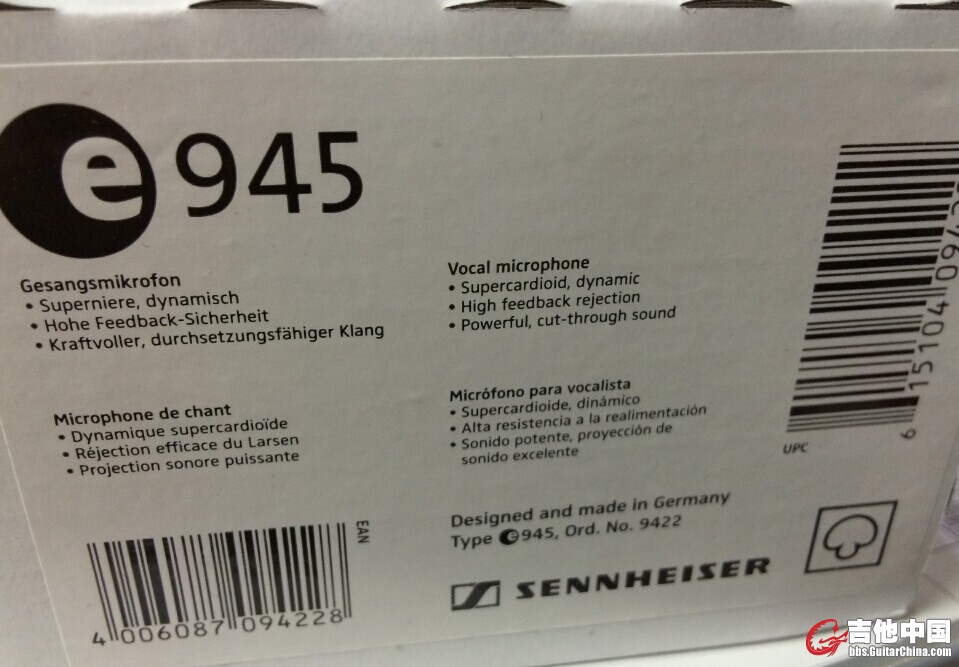 e945
Gesangsmikrofon
• Superniere, dynamisch
• Hohe Feedback-Sicherheit
• Kraftvoller, durchsetzungsfähiger Klang
Vocal microphone
• Supercardioid, dynamic
• High feedback rejection
• Powerful, cut-through sound
Microphone de chant
• Dynamique supercardioïde
• Réjection efficace du Larsen
• Projection sonore puissante
Micrófono para vocalista
• Supercardioide, dinámico
• Alta resistencia a la realimentación
• Sonido potente, proyección de
sonido excelente
Designed and made in Germany
Type e945, Ord. No. 9422
SENNHEISER
EAN
4 006087 094228
UPC
6 15104
吉他中国
bbs.GuitarChina.com